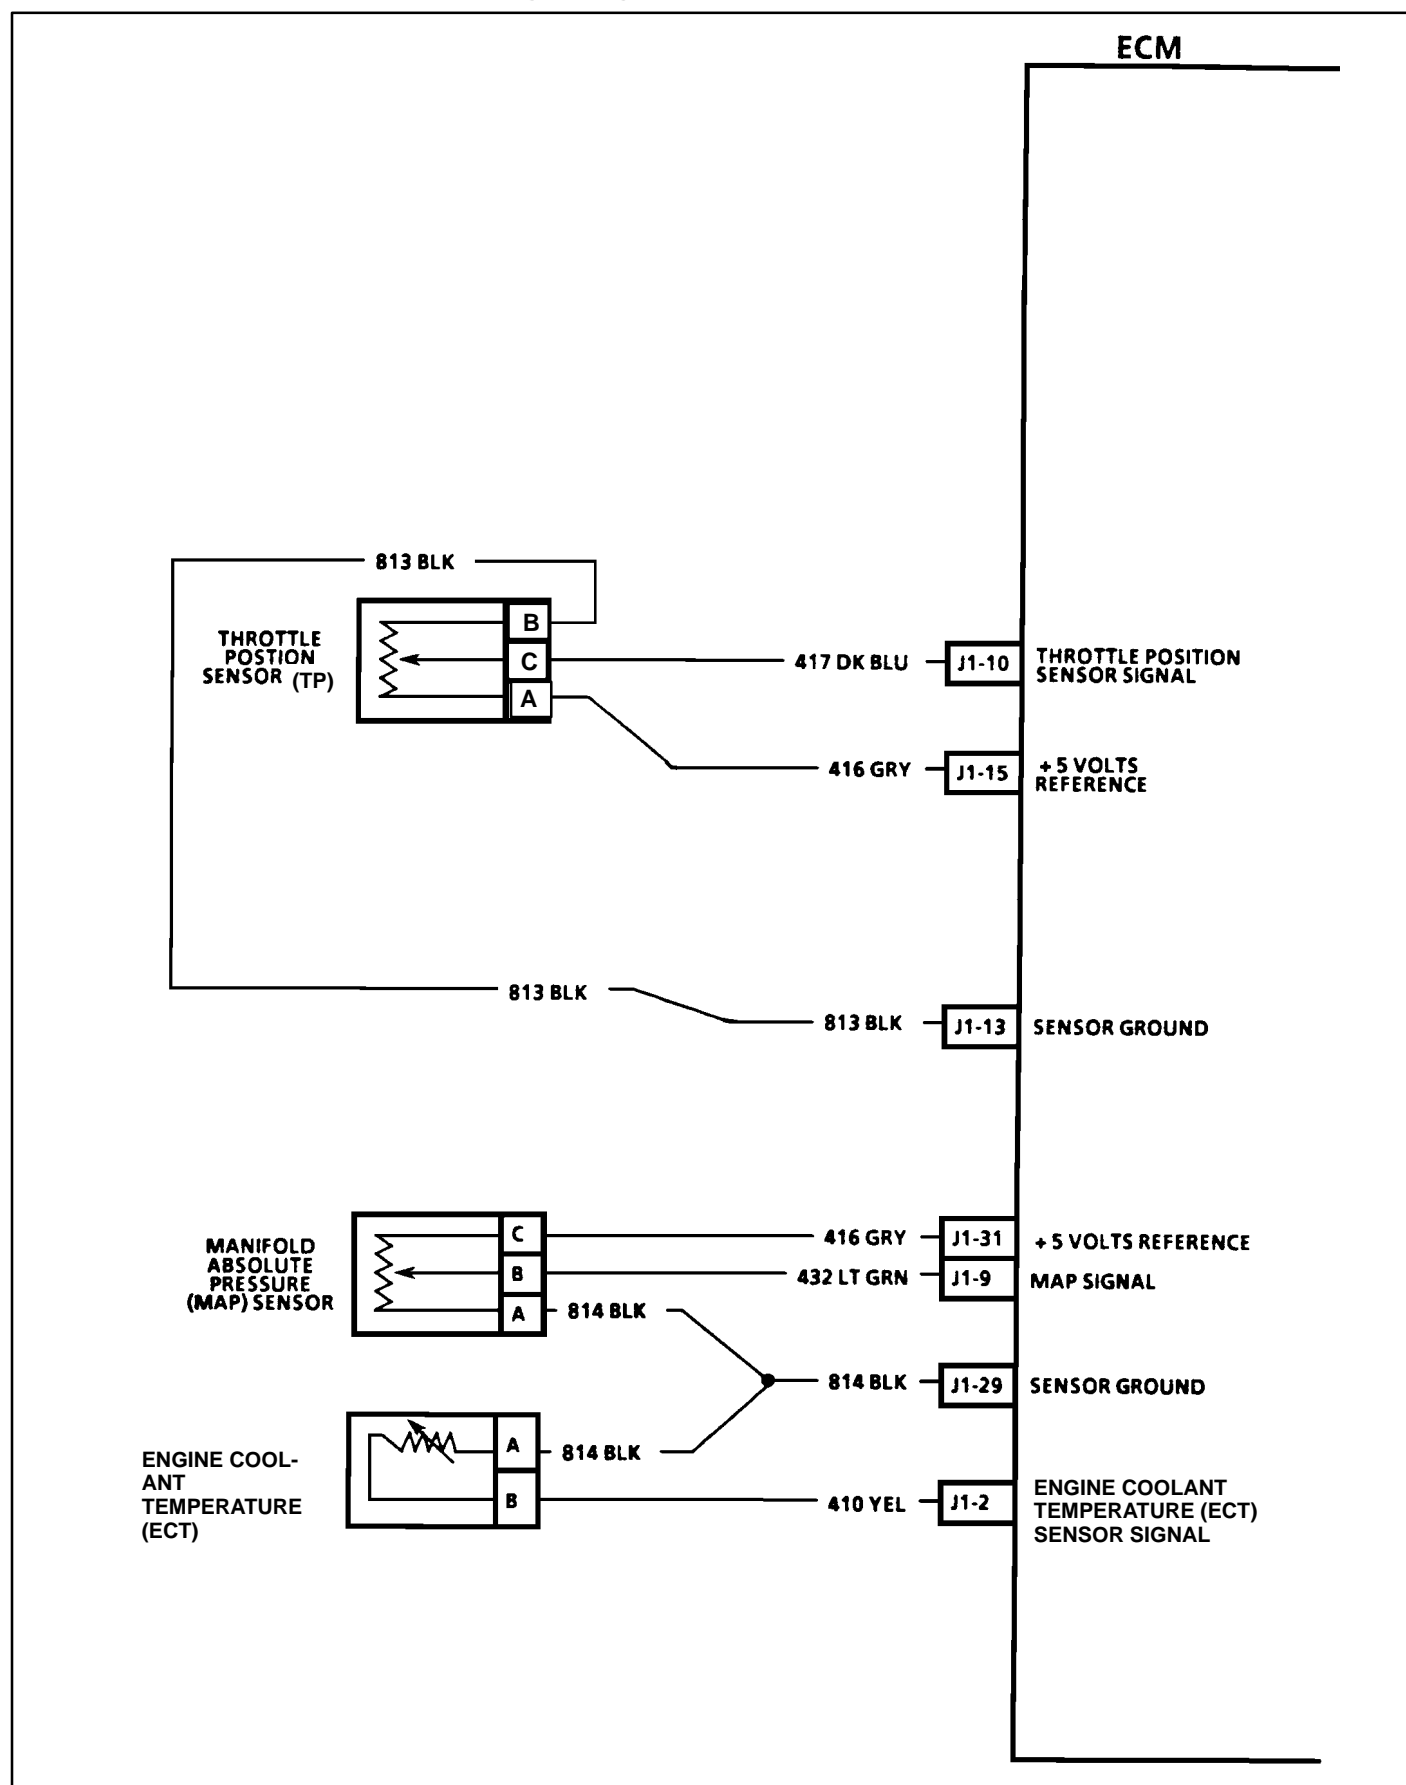 ECM
813 BLK
THROTTLE
POSTION
SENSOR (TP)
B
C
A
417 DK BLU
J1-10
THROTTLE POSITION
SENSOR SIGNAL
416 GRY
J1-15
+ 5 VOLTS
REFERENCE
813 BLK
813 BLK
J1-13
SENSOR GROUND
MANIFOLD
ABSOLUTE
PRESSURE
(MAP) SENSOR
C
B
A
416 GRY
J1-31
+ 5 VOLTS REFERENCE
432 LT GRN
J1-9
MAP SIGNAL
814 BLK
814 BLK
J1-29
SENSOR GROUND
ENGINE COOL-
ANT
TEMPERATURE
(ECT)
A
B
814 BLK
410 YEL
J1-2
ENGINE COOLANT
TEMPERATURE (ECT)
SENSOR SIGNAL